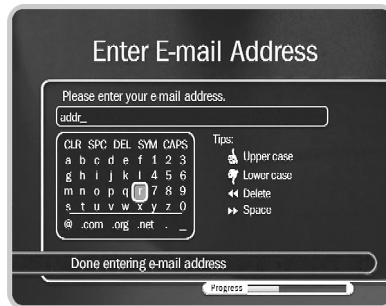 Enter E-mail Address
Please enter your e mail address.
addr_
CLR SPC DEL SYM CAPS
a b c d e f 1 2 3
g h i j k l 4 5 6
m n o p q r 7 8 9
s t u v w x y z 0
@ .com .org .net . _
Tips:
Upper case
Lower case
Delete
Space
Done entering e-mail address
Progress